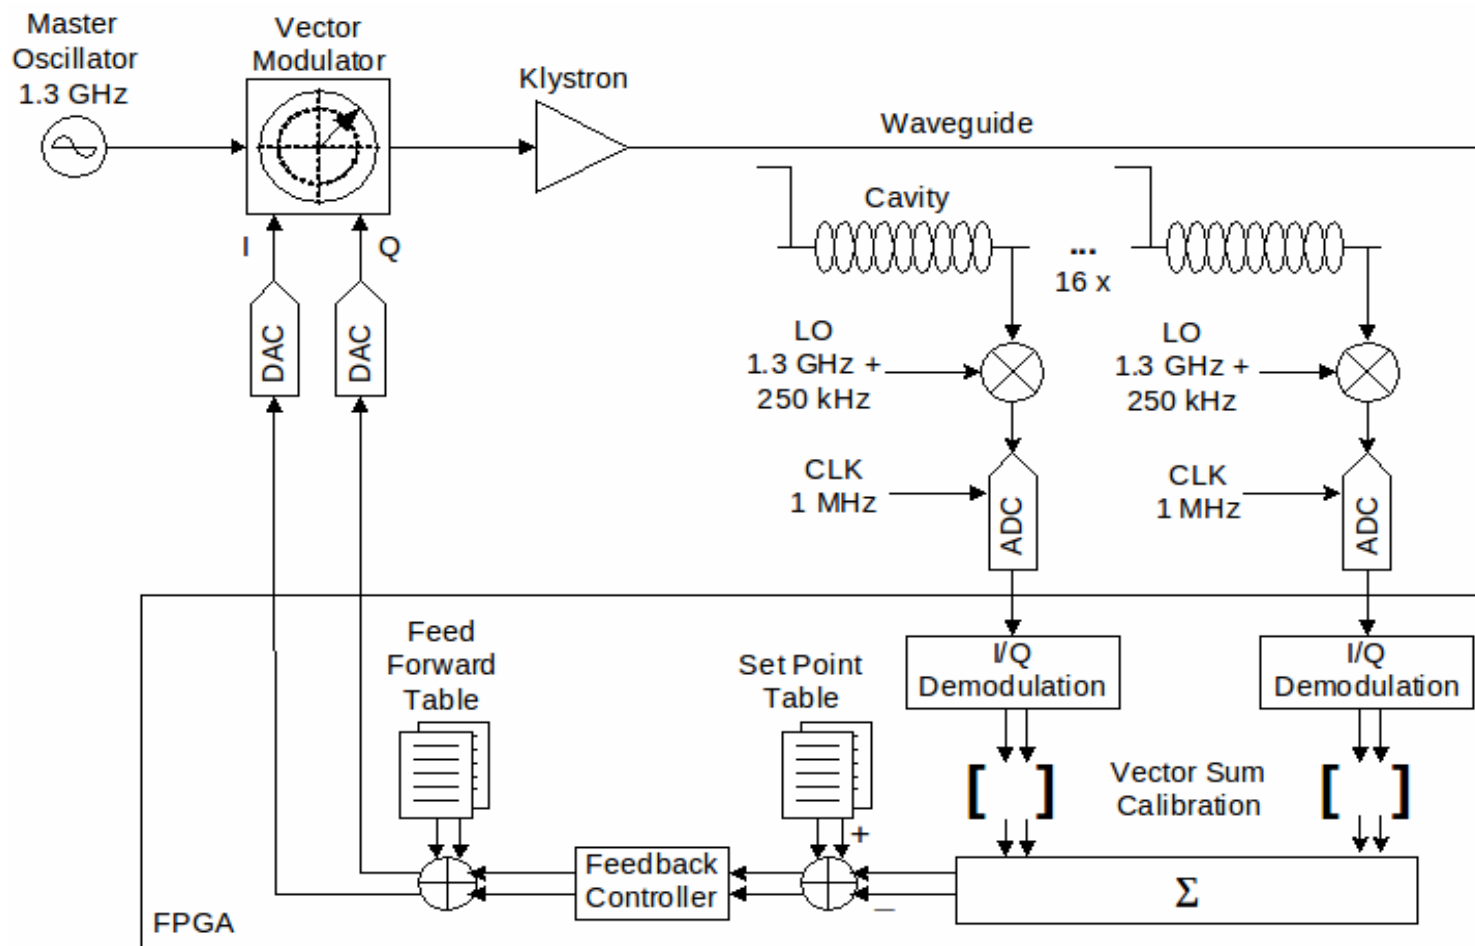 Master
Oscillator
1.3 GHz
Vector
Modulator
Klystron
Waveguide
Cavity
...
16 x
I
Q
DAC
DAC
LO
1.3 GHz +
250 kHz
LO
1.3 GHz +
250 kHz
CLK
1 MHz
CLK
1 MHz
ADC
ADC
Feed
Forward
Table
Set Point
Table
I/Q
Demodulation
I/Q
Demodulation
[ ]
Vector Sum
Calibration
[ ]
+
Feedback
Controller
_
Σ
FPGA